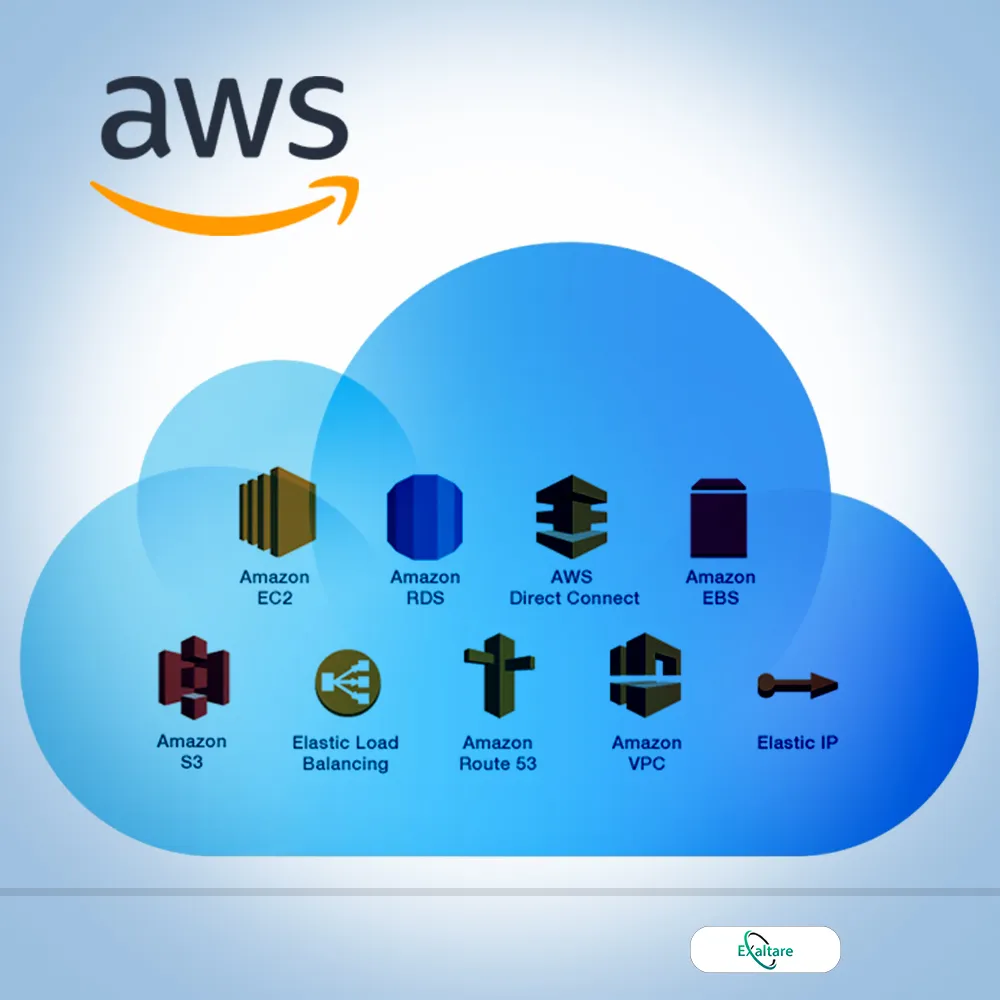 aws
Amazon
EC2
Amazon
RDS
AWS
Direct Connect
Amazon
EBS
Amazon
S3
Elastic Load
Balancing
Amazon
Route 53
Amazon
VPC
Elastic IP
EXaltare